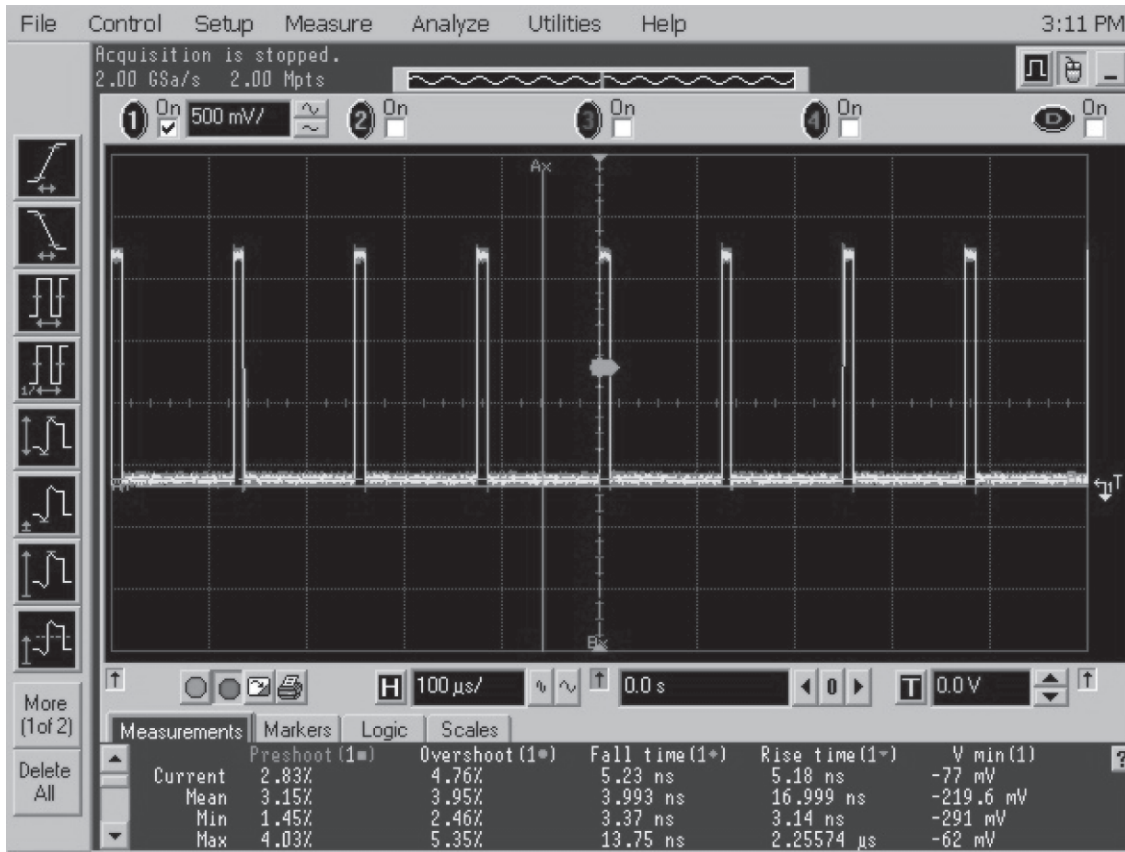 File Control Setup Measure Analyze Utilities Help 3:11 PM
Acquisition is stopped.
2.00 GSa/s 2.00 Mpts
1 On 500 mV/ 2 On 3 On 4 On D On
Ax
Bx
H 100 µs/ 0.0 s 0 T 0.0 V
More
(1of 2)
Delete
All
Measurements Markers Logic Scales
Preshoot(1■) Overshoot(1●) Fall time(1◆) Rise time(1▾) V min(1) ?
Current 2.83% 4.76% 5.23 ns 5.18 ns -77 mV
Mean 3.15% 3.95% 3.993 ns 16.999 ns -219.6 mV
Min 1.45% 2.46% 3.37 ns 3.14 ns -291 mV
Max 4.03% 5.35% 13.75 ns 2.25574 µs -62 mV